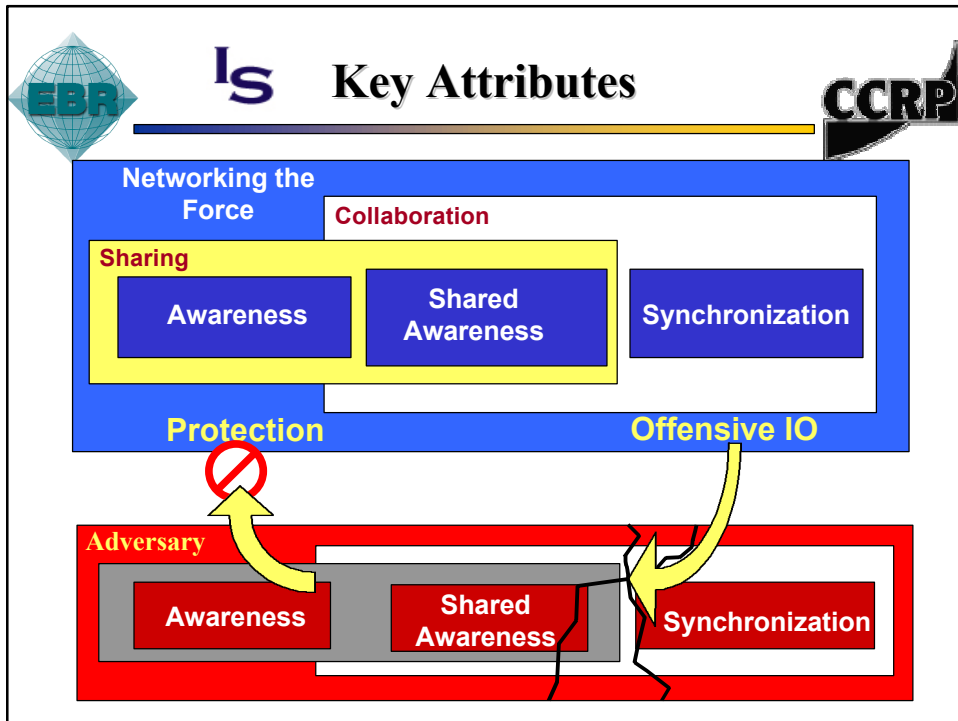 EBR
IS
Key Attributes
CCRP
Networking the
Force
Collaboration
Sharing
Awareness
Shared
Awareness
Synchronization
Protection
Offensive IO
Adversary
Awareness
Shared
Awareness
Synchronization